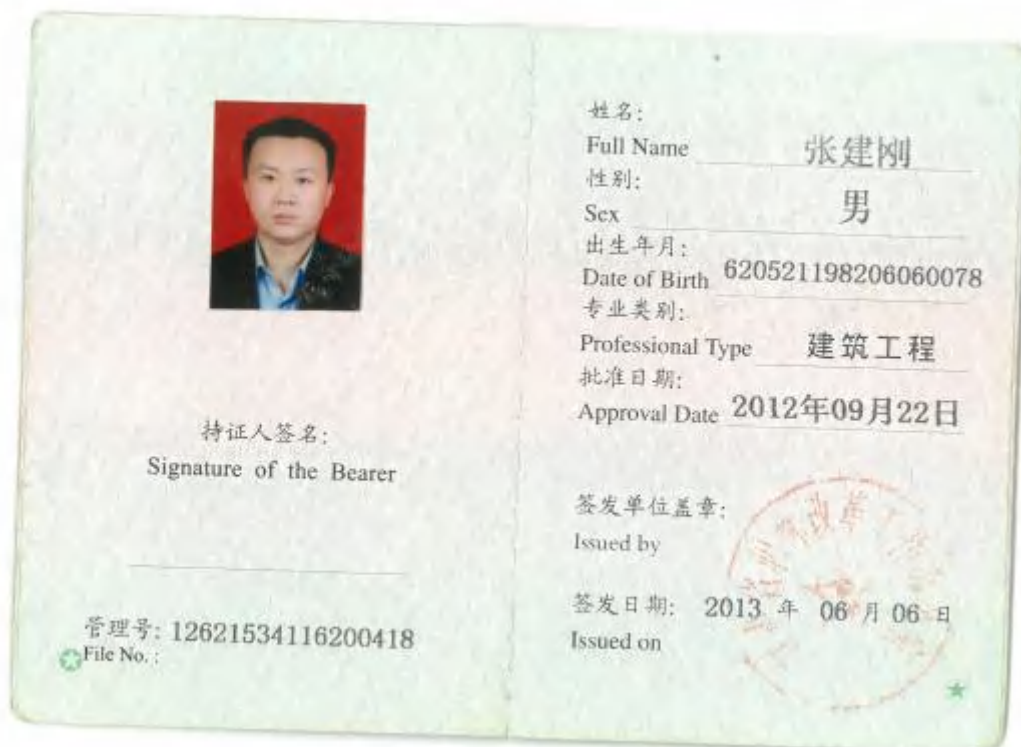 持证人签名:
Signature of the Bearer
管理号: 12621534116200418
File No. :
姓名:
Full Name 张建刚
性别:
Sex 男
出生年月:
Date of Birth 620521198206060078
专业类别:
Professional Type 建筑工程
批准日期:
Approval Date 2012年09月22日
签发单位盖章:
Issued by
签发日期: 2013 年 06 月 06 日
Issued on